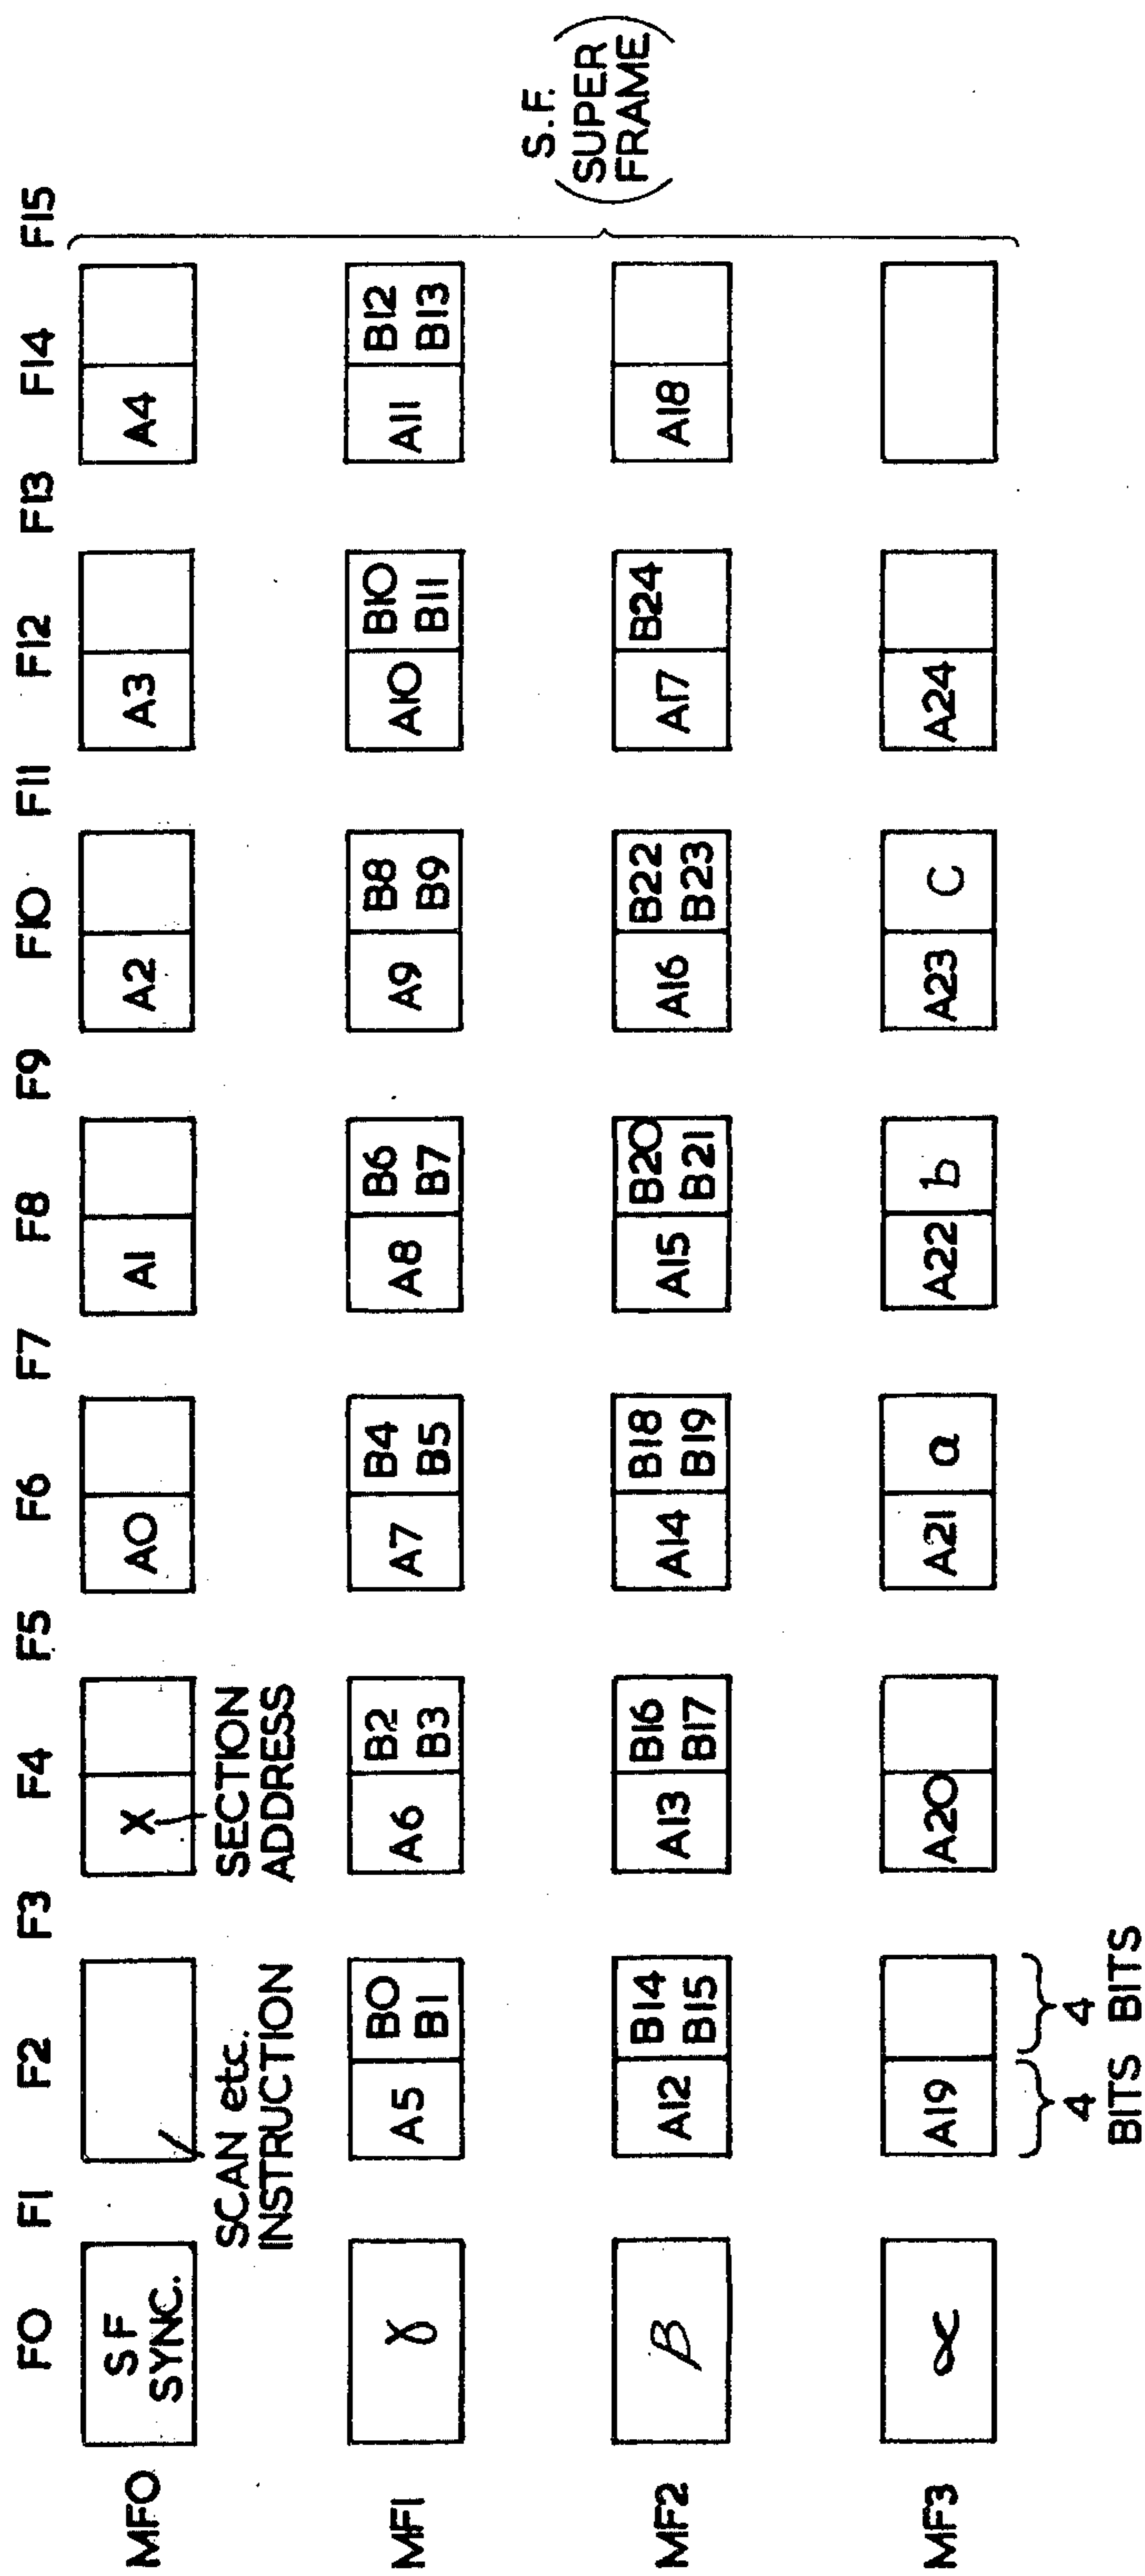 F0 F1 F2 F3 F4 F5 F6 F7 F8 F9 F10 F11 F12 F13 F14 F15
MF0
SF
SYNC.
SCAN etc.
INSTRUCTION
X
SECTION
ADDRESS
A0
A1
A2
A3
A4
MF1
γ
A5
B0
B1
A6
B2
B3
A7
B4
B5
A8
B6
B7
A9
B8
B9
A10
B10
B11
A11
B12
B13
MF2
β
A12
B14
B15
A13
B16
B17
A14
B18
B19
A15
B20
B21
A16
B22
B23
A17
B24
A18
MF3
α
A19
A20
A21
a
A22
b
A23
C
A24
4
BITS
4
BITS
S.F.
(SUPER
FRAME)